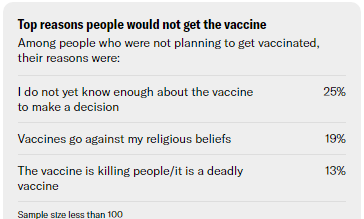 Top reasons people would not get the vaccine
Among people who were not planning to get vaccinated,
their reasons were:
I do not yet know enough about the vaccine 25%
to make a decision
Vaccines go against my religious beliefs 19%
The vaccine is killing people/it is a deadly 13%
vaccine
Sample size less than 100